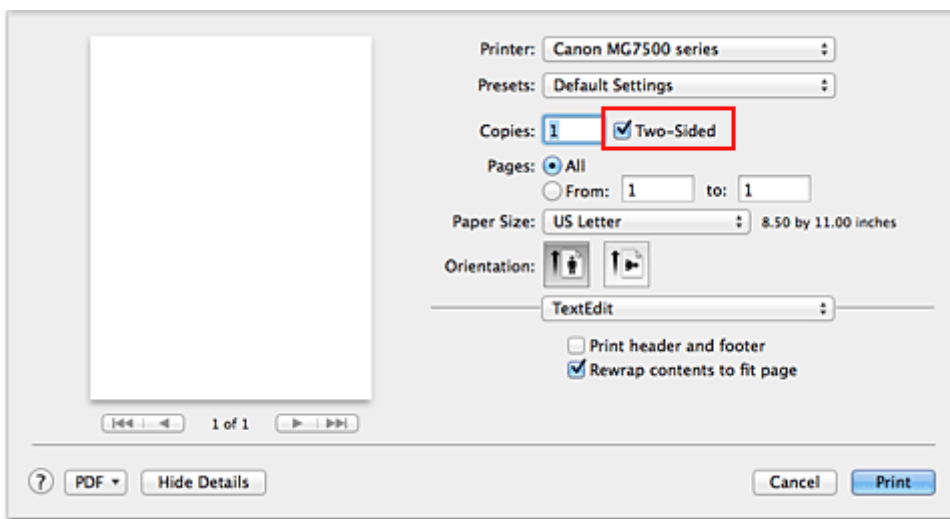 Printer: Canon MG7500 series
Presets: Default Settings
Copies: 1 Two-Sided
Pages: All
From: 1 to: 1
Paper Size: US Letter 8.50 by 11.00 inches
Orientation:
TextEdit
Print header and footer
Rewrap contents to fit page
1 of 1
? PDF Hide Details Cancel Print